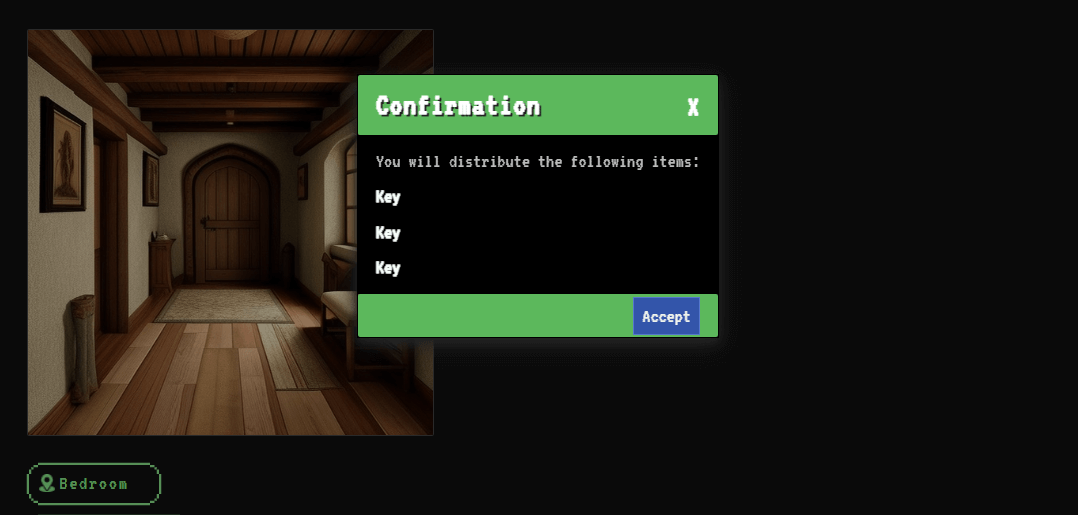 Confirmation X
You will distribute the following items:
Key
Key
Key
Accept
Bedroom